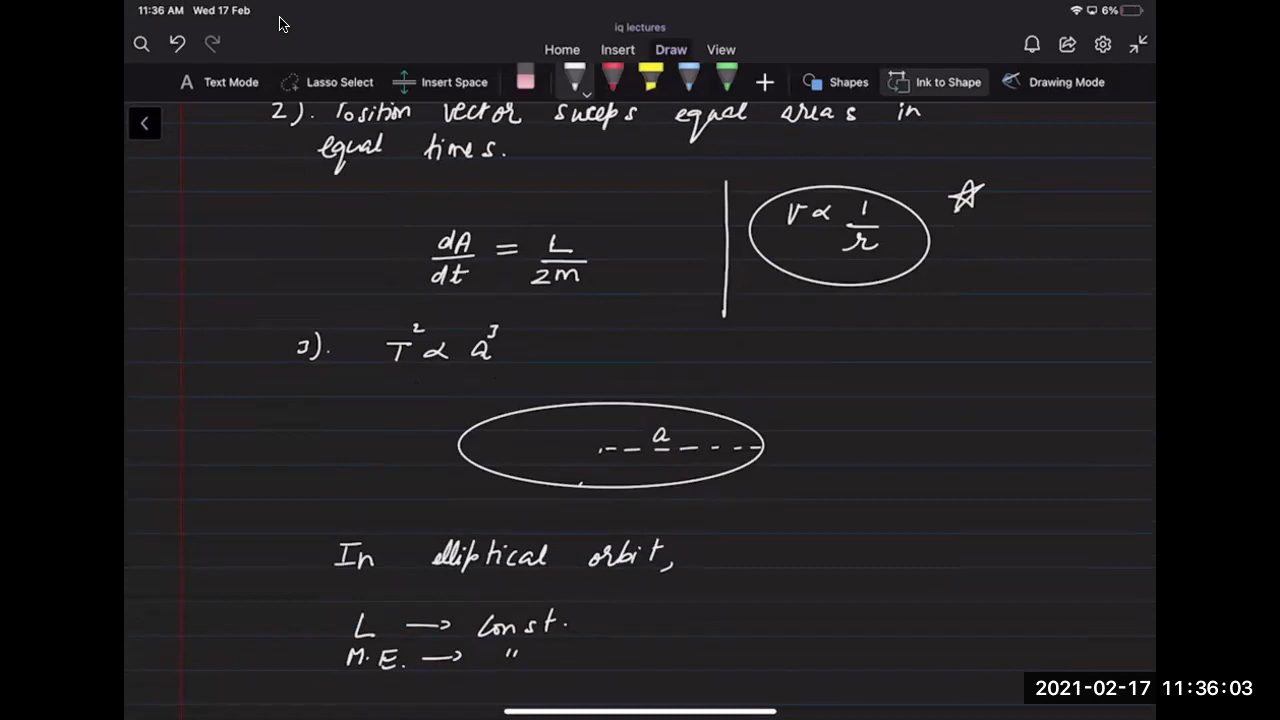 11:36 AM Wed 17 Feb
6%
iq lectures
Home Insert Draw View
Text Mode Lasso Select Insert Space Shapes Ink to Shape Drawing Mode
2). Position vector sweeps equal areas in
equal times.
dA/dt = L/2m
v ∝ 1/r
3). T² ∝ a³
a
In elliptical orbit,
L → const.
M.E. → "
2021-02-17 11:36:03